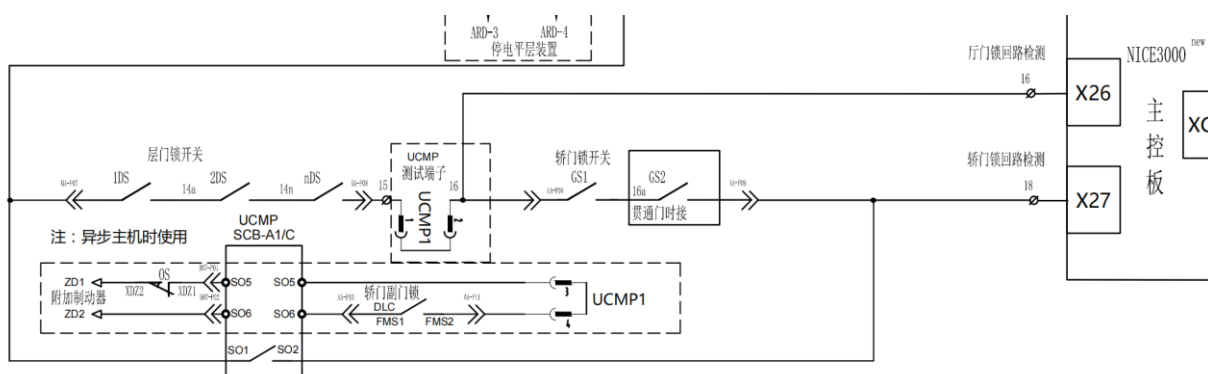 ARD-3 ARD-4
停电平层装置
厅门锁回路检测
16
X26
NICE3000 new
主控板
XC
层门锁开关
1DS 14a 2DS 14n nDS
15
UCMP
测试端子
16
UCMP1
1
2
轿门锁开关
GS1
GS2
16a
贯通门时接
轿门锁回路检测
18
X27
注：异步主机时使用
UCMP
SCB-A1/C
ZD1
XDZ2
OS
XDZ1
SO5
SO5
3
附加制动器
ZD2
SO6
SO6
轿门副门锁
DLC
FMS1
FMS2
4
UCMP1
SO1
SO2